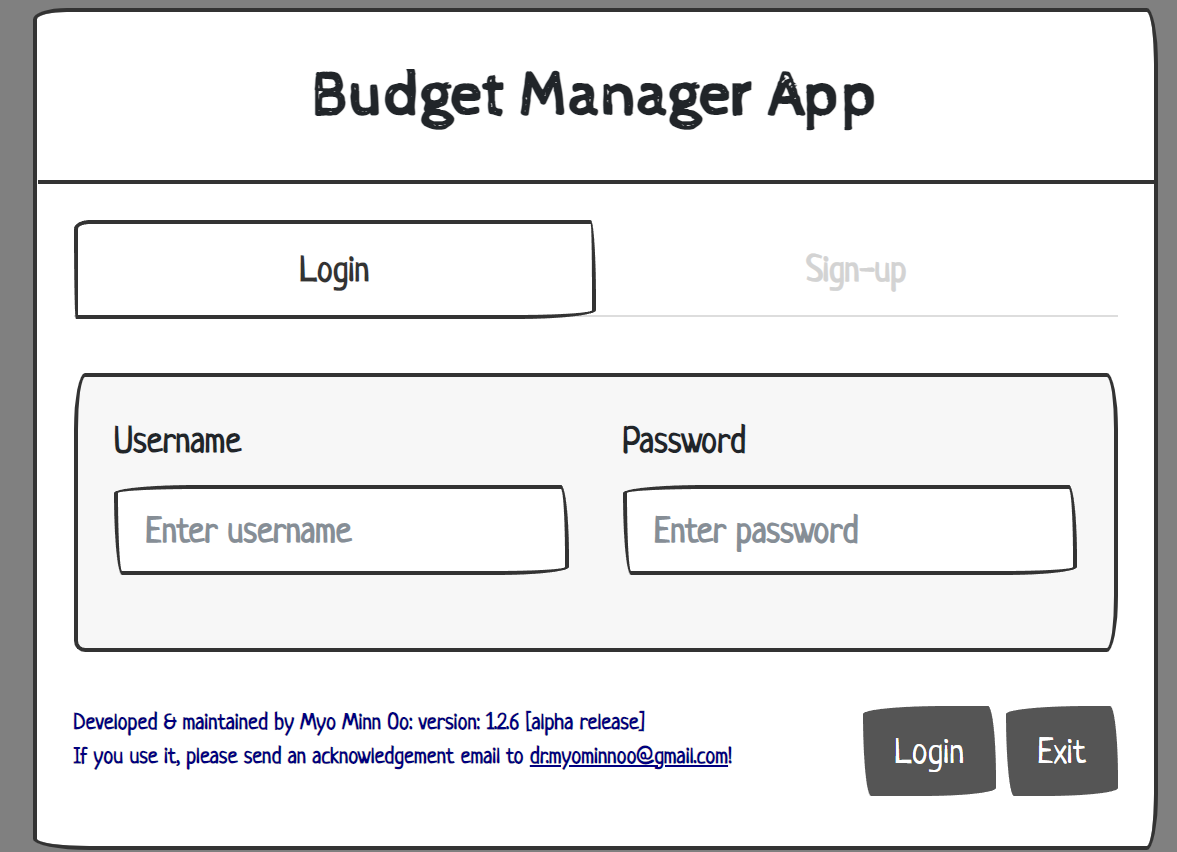 Budget Manager App
Login
Sign-up
Username
Password
Enter username
Enter password
Developed & maintained by Myo Minn Oo: version: 1.2.6 [alpha release]
If you use it, please send an acknowledgement email to dr.myominnoo@gmail.com!
Login
Exit